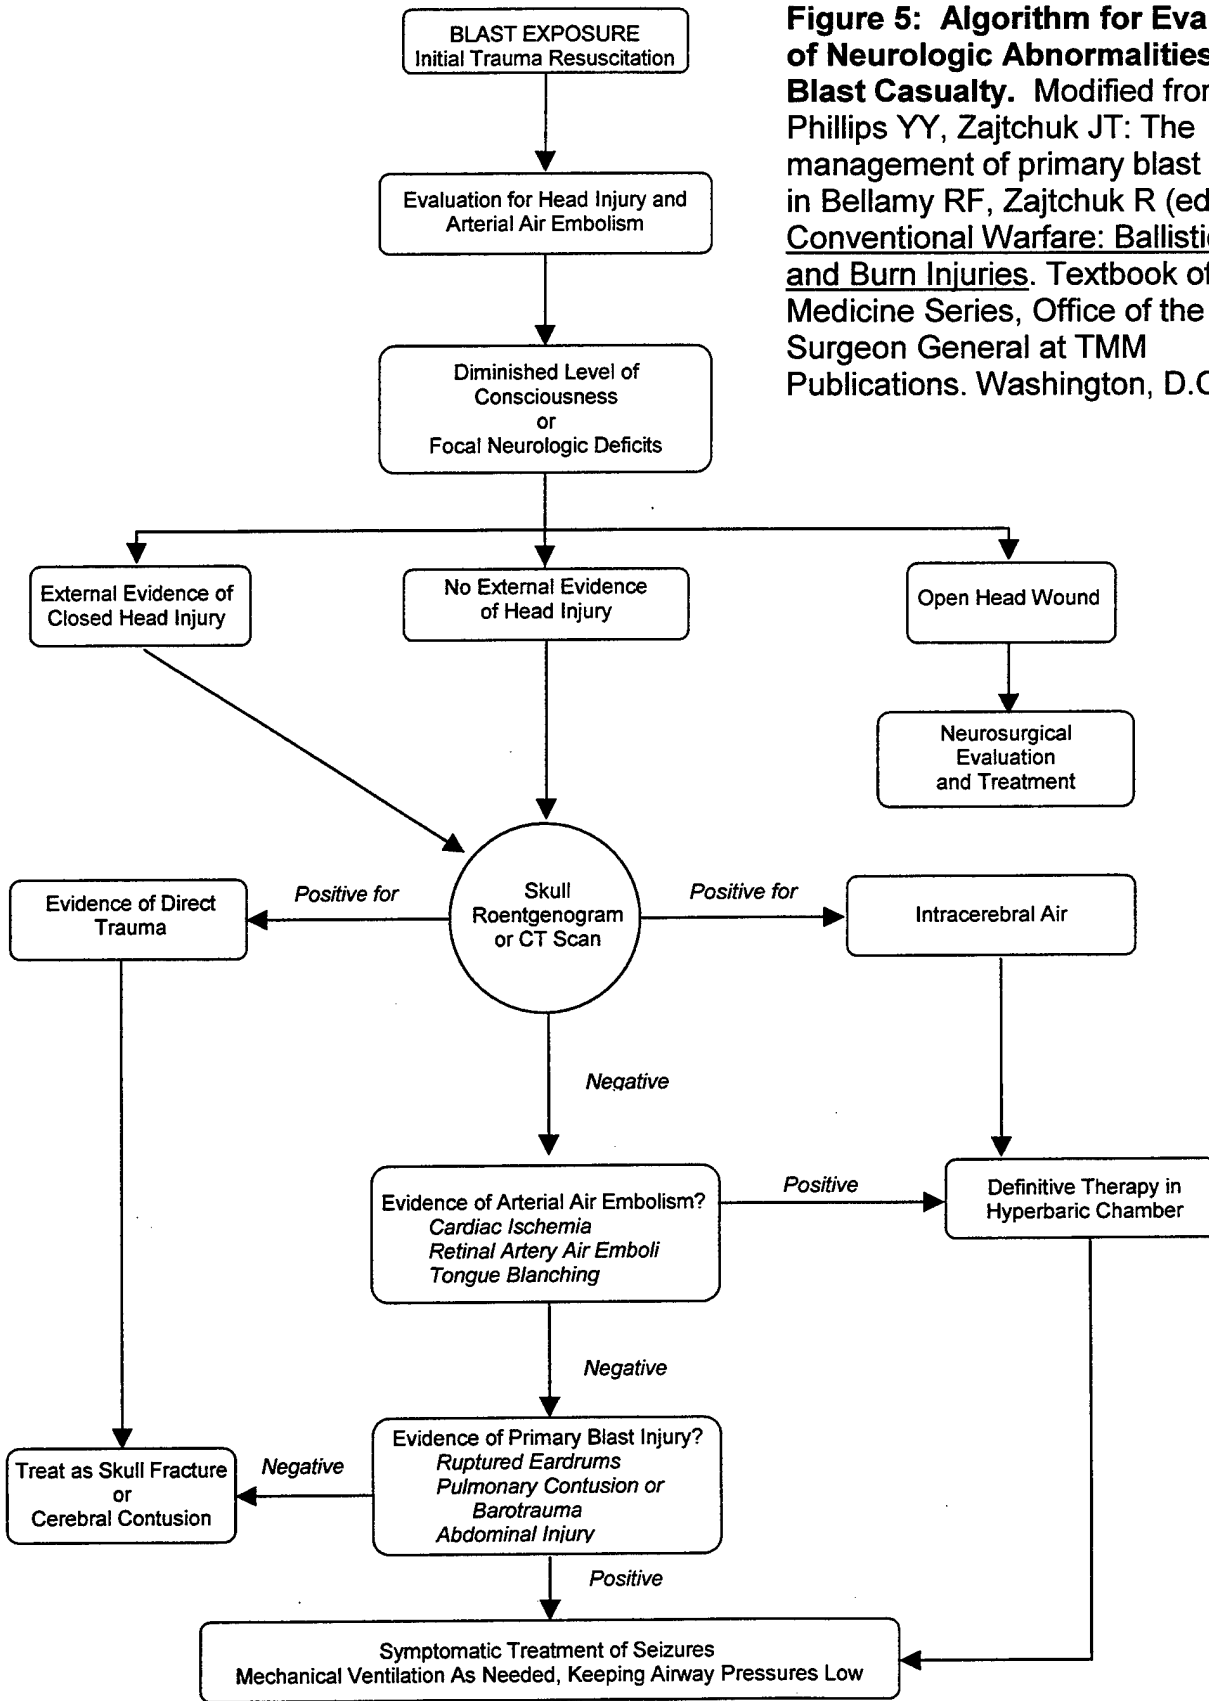 BLAST EXPOSURE
Initial Trauma Resuscitation
Figure 5: Algorithm for Eva
of Neurologic Abnormalities
Blast Casualty. Modified from
Phillips YY, Zajtchuk JT: The
management of primary blast
in Bellamy RF, Zajtchuk R (ed
Conventional Warfare: Ballisti
and Burn Injuries. Textbook of
Medicine Series, Office of the
Surgeon General at TMM
Publications. Washington, D.C
Evaluation for Head Injury and
Arterial Air Embolism
Diminished Level of
Consciousness
or
Focal Neurologic Deficits
External Evidence of
Closed Head Injury
No External Evidence
of Head Injury
Open Head Wound
Neurosurgical
Evaluation
and Treatment
Evidence of Direct
Trauma
Positive for
Skull
Roentgenogram
or CT Scan
Positive for
Intracerebral Air
Negative
Evidence of Arterial Air Embolism?
Cardiac Ischemia
Retinal Artery Air Emboli
Tongue Blanching
Positive
Definitive Therapy in
Hyperbaric Chamber
Negative
Evidence of Primary Blast Injury?
Ruptured Eardrums
Pulmonary Contusion or
Barotrauma
Abdominal Injury
Negative
Treat as Skull Fracture
or
Cerebral Contusion
Positive
Symptomatic Treatment of Seizures
Mechanical Ventilation As Needed, Keeping Airway Pressures Low